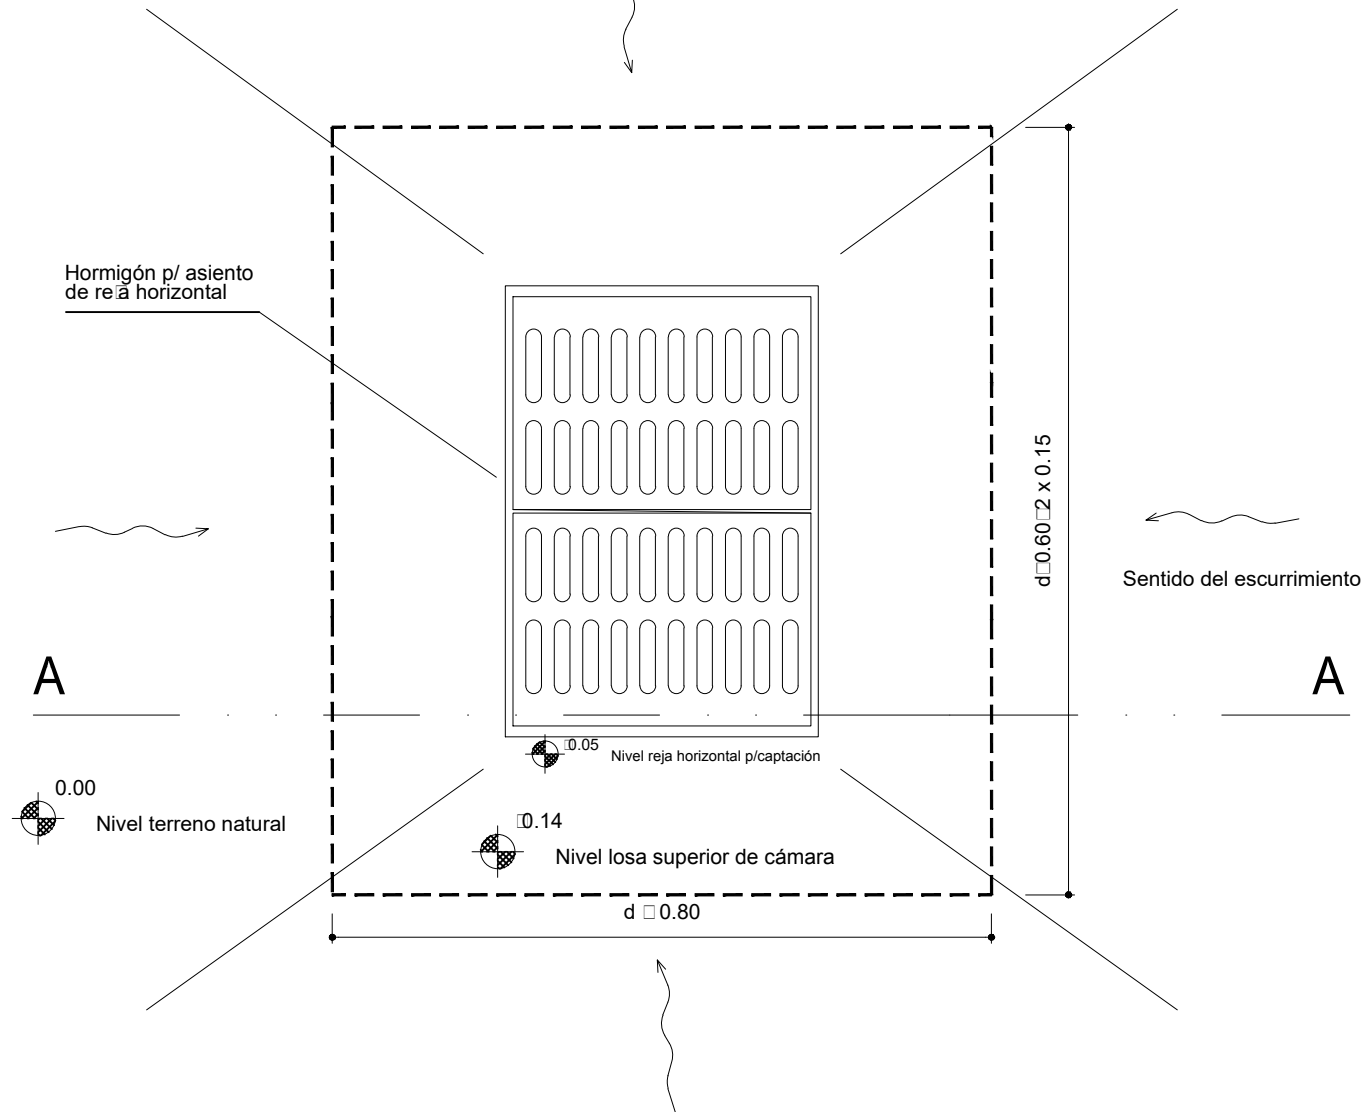 Hormigón p/ asiento
de re□a horizontal
d□0.60□2 x 0.15
Sentido del escurrimiento
A
A
□0.05
Nivel reja horizontal p/captación
0.00
Nivel terreno natural
□0.14
Nivel losa superior de cámara
d □ 0.80